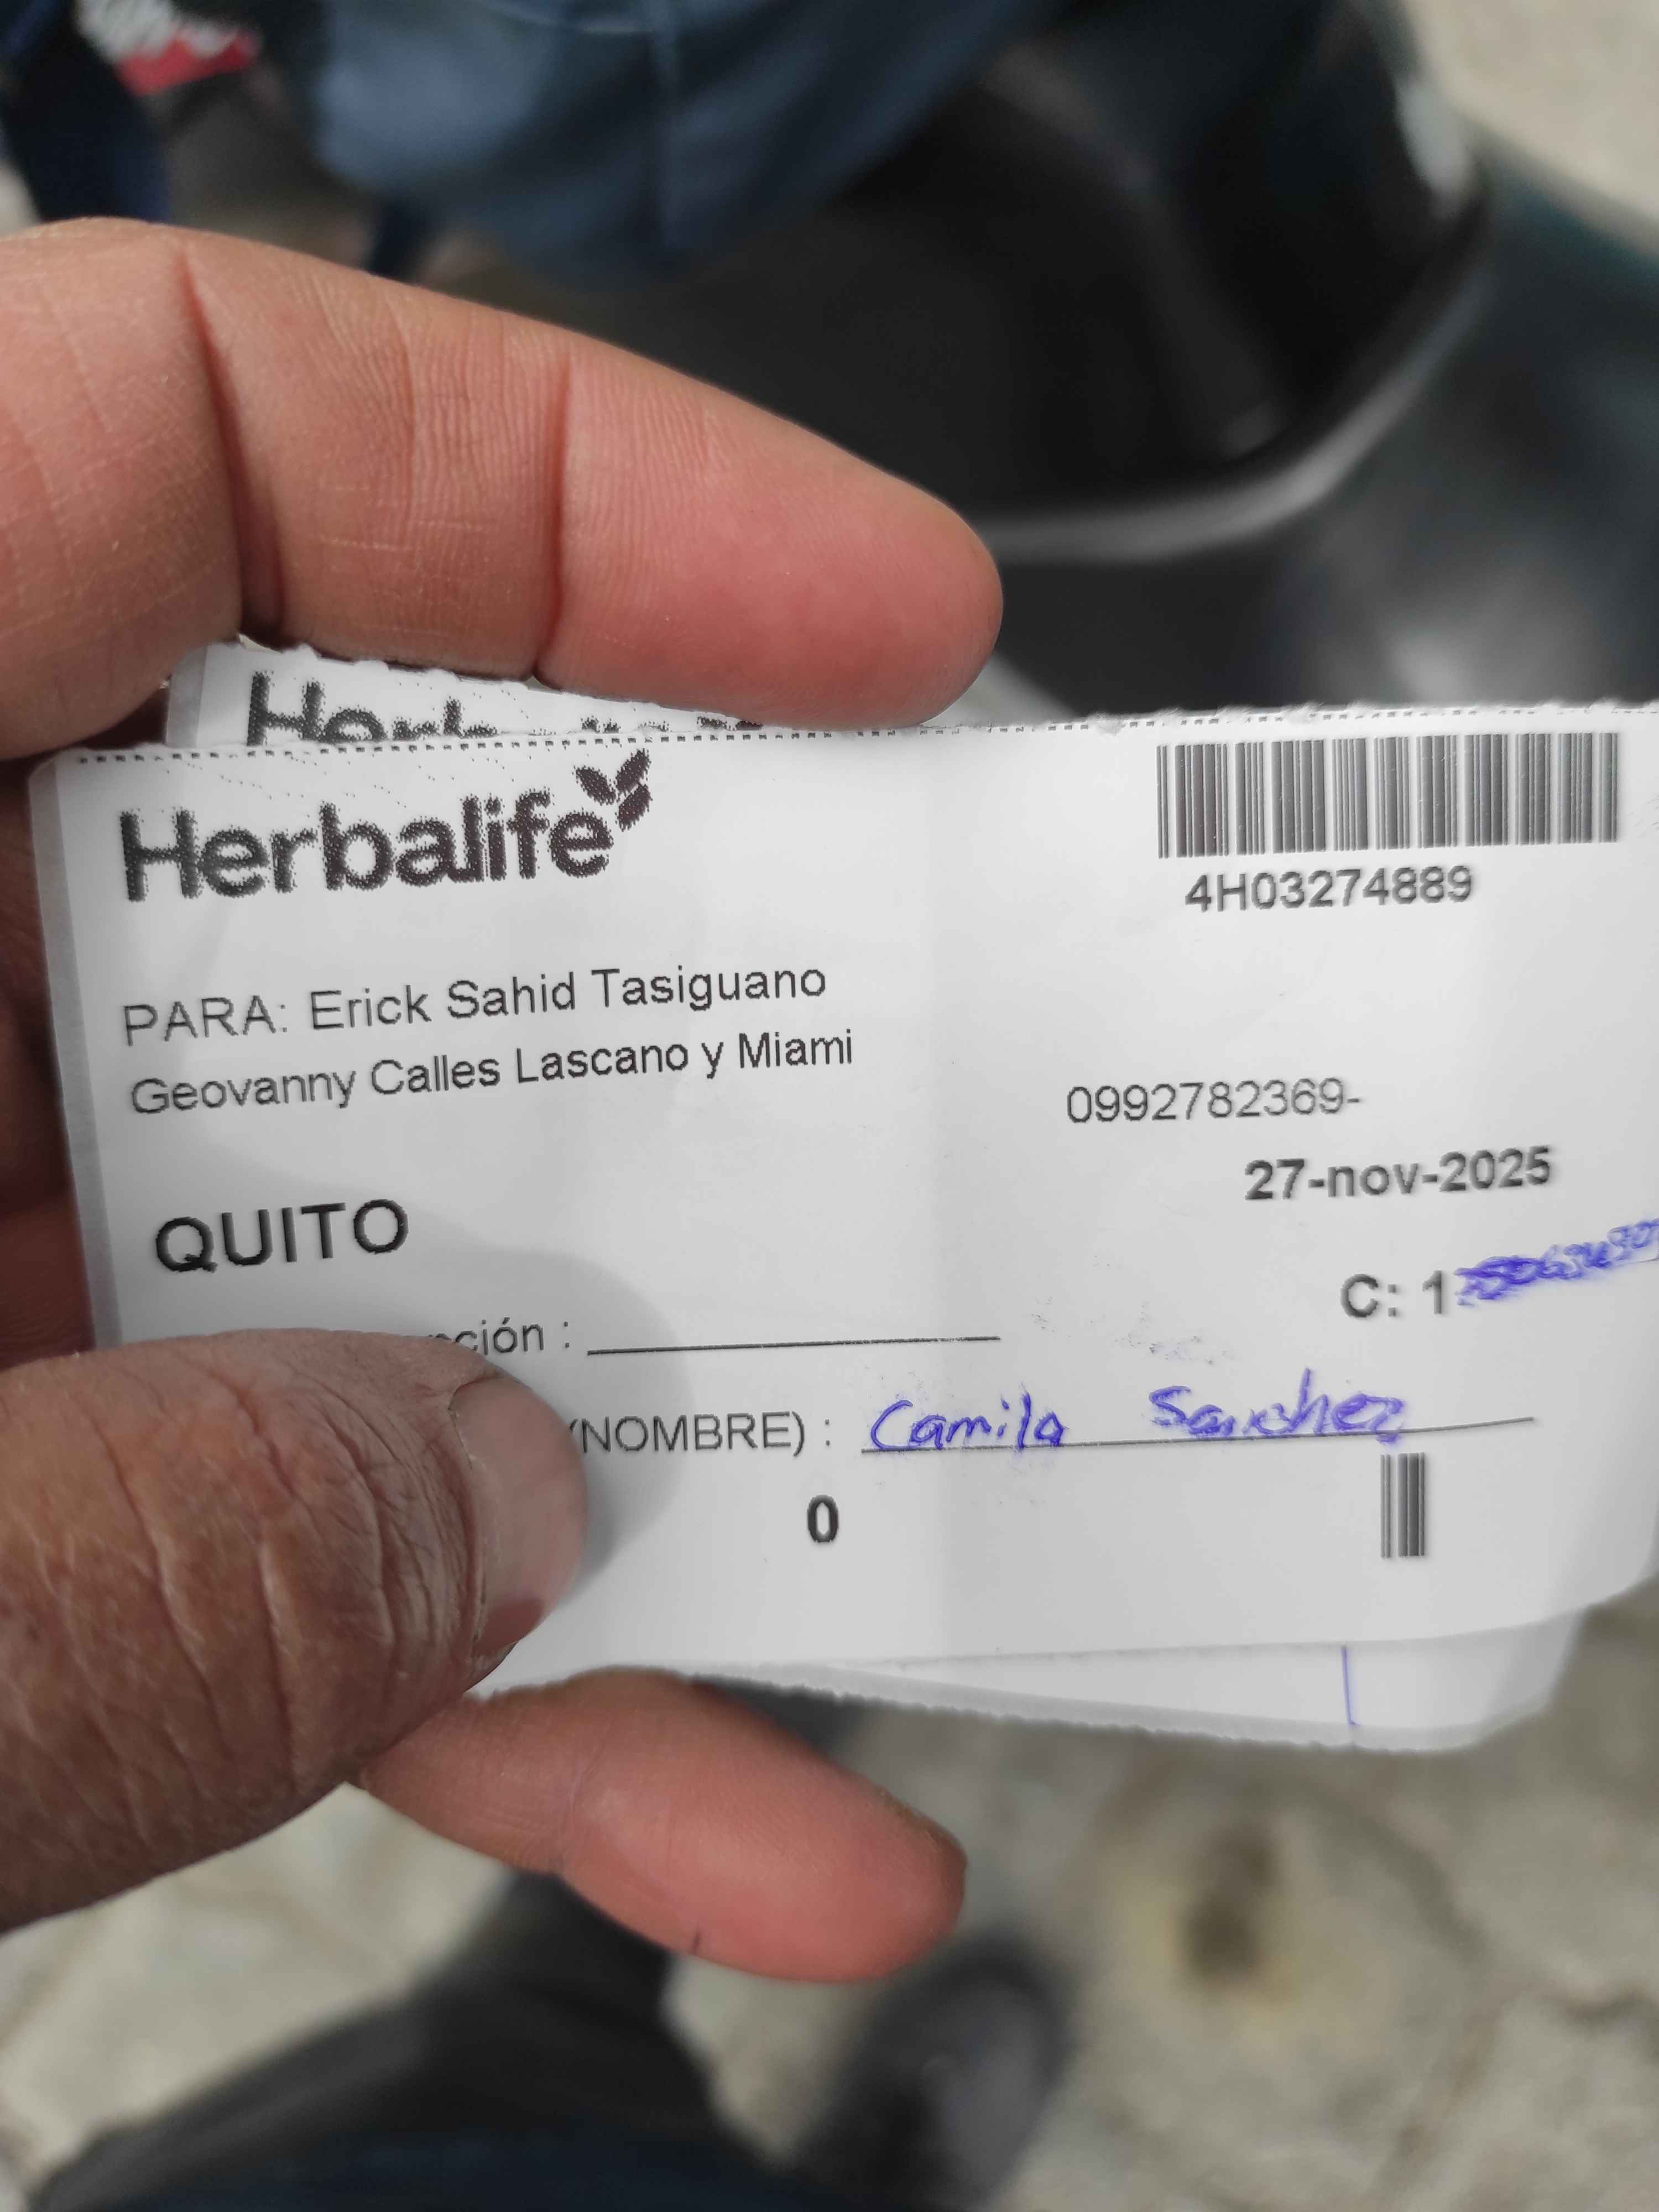 Herbalife
Herbalife
4H03274889
PARA: Erick Sahid Tasiguano
Geovanny Calles Lascano y Miami
0992782369-
27-nov-2025
QUITO
C: 1
ción :
(NOMBRE) : Camila Sanchez
0